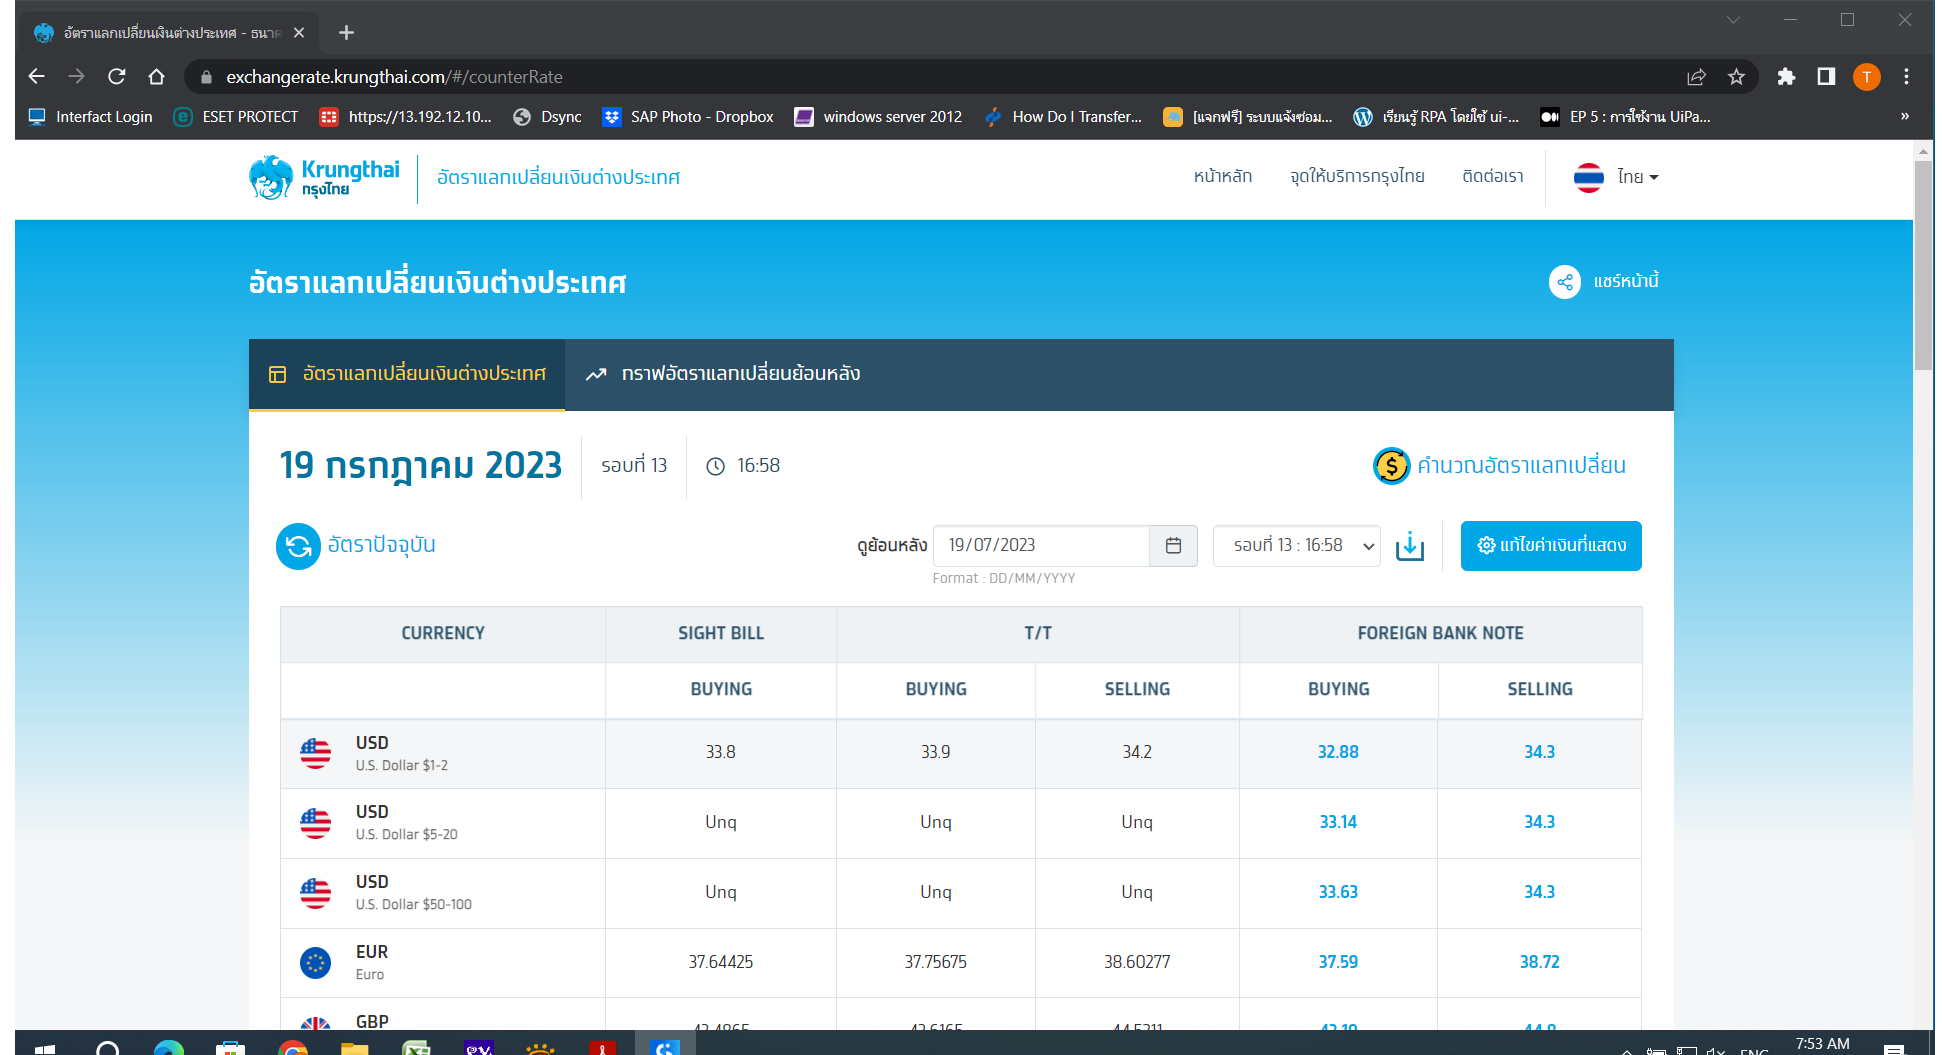 อัตราแลกเปลี่ยนเงินต่างประเทศ - ธนาค
exchangerate.krungthai.com/#/counterRate
T
Interfact Login ESET PROTECT https://13.192.12.10... Dsync SAP Photo - Dropbox windows server 2012 How Do I Transfer... [แจกฟรี] ระบบแจ้งซ่อม... เรียนรู้ RPA โดยใช้ ui-... EP 5 : การใช้งาน UiPa... »
Krungthai
กรุงไทย
อัตราแลกเปลี่ยนเงินต่างประเทศ
หน้าหลัก จุดให้บริการกรุงไทย ติดต่อเรา ไทย
อัตราแลกเปลี่ยนเงินต่างประเทศ
แชร์หน้านี้
อัตราแลกเปลี่ยนเงินต่างประเทศ กราฟอัตราแลกเปลี่ยนย้อนหลัง
19 กรกฎาคม 2023 รอบที่ 13 16:58 คำนวณอัตราแลกเปลี่ยน
อัตราปัจจุบัน ดูย้อนหลัง 19/07/2023 รอบที่ 13 : 16:58 แก้ไขค่าเงินที่แสดง
Format : DD/MM/YYYY
CURRENCY SIGHT BILL T/T FOREIGN BANK NOTE
BUYING BUYING SELLING BUYING SELLING
USD
U.S. Dollar $1-2
33.8 33.9 34.2 32.88 34.3
USD
U.S. Dollar $5-20
Unq Unq Unq 33.14 34.3
USD
U.S. Dollar $50-100
Unq Unq Unq 33.63 34.3
EUR
Euro
37.64425 37.75675 38.60277 37.59 38.72
GBP
7:53 AM